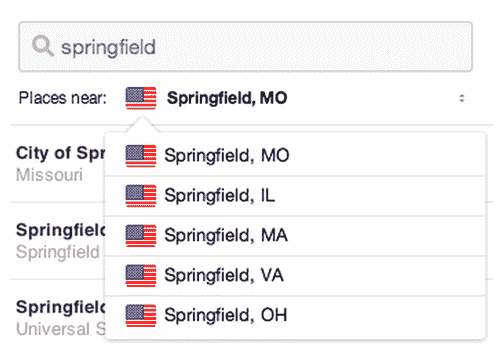 springfield
Places near: Springfield, MO
City of Spr
Missouri
Springfield, MO
Springfield, IL
Springfield
Springfield
Springfield, MA
Springfield, VA
Springfield
Universal S
Springfield, OH